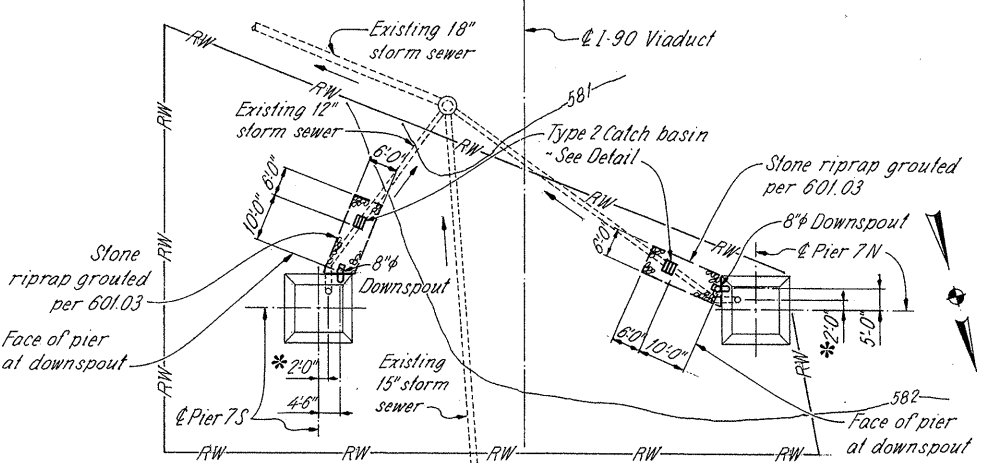 Existing 18"
storm sewer
℄ I-90 Viaduct
RW
RW
RW
RW
RW
RW
RW
RW
RW
RW
RW
RW
RW
RW
Existing 12"
storm sewer
581
Type 2 Catch basin
~See Detail
Stone riprap grouted
per 601.03
8"φ Downspout
℄ Pier 7N
6'-0"
6'-0"
10'-0"
6'-0"
Stone
riprap grouted
per 601.03
8"φ
Downspout
Face of pier
at downspout
*
2'-0"
4'-6"
℄ Pier 7S
Existing
15" storm
sewer
6'-0"
10'-0"
*2'-0"
5'-0"
582
Face of pier
at downspout